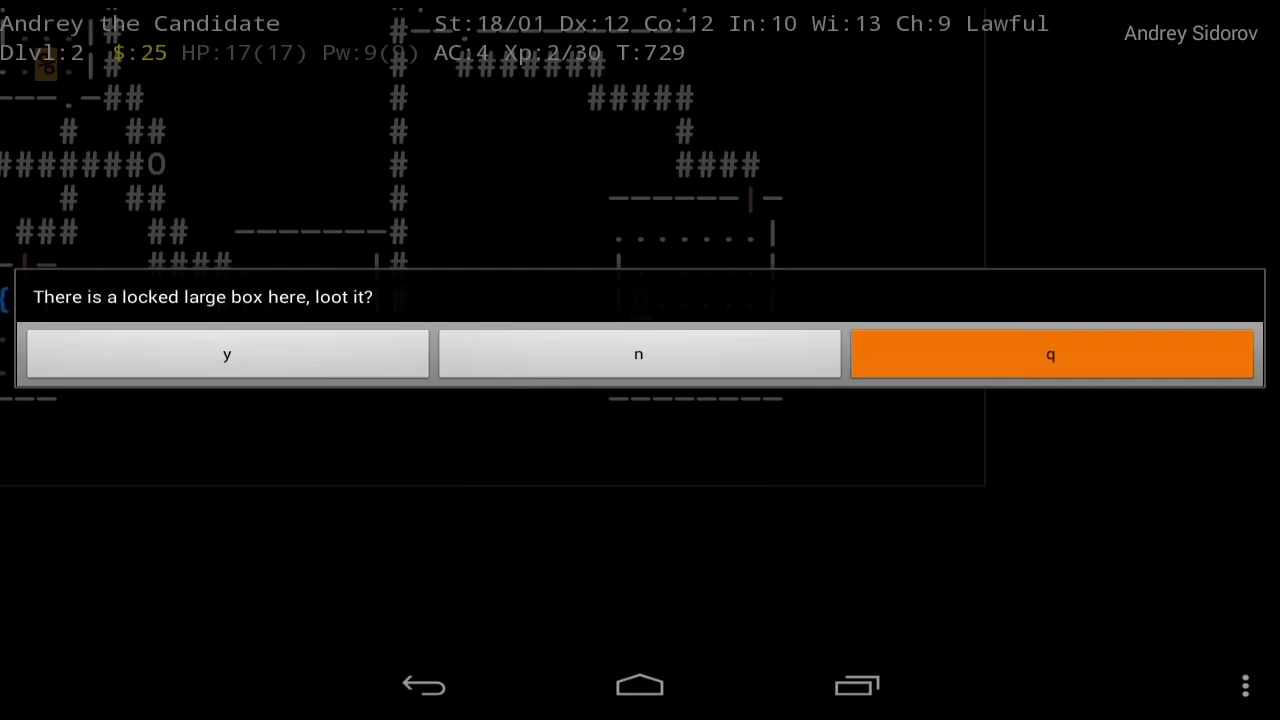 Andrey the Candidate St:18/01 Dx:12 Co:12 In:10 Wi:13 Ch:9 Lawful
Andrey Sidorov
Dlvl:2 $:25 HP:17(17) Pw:9(9) AC:4 Xp:2/30 T:729
There is a locked large box here, loot it?
y n q